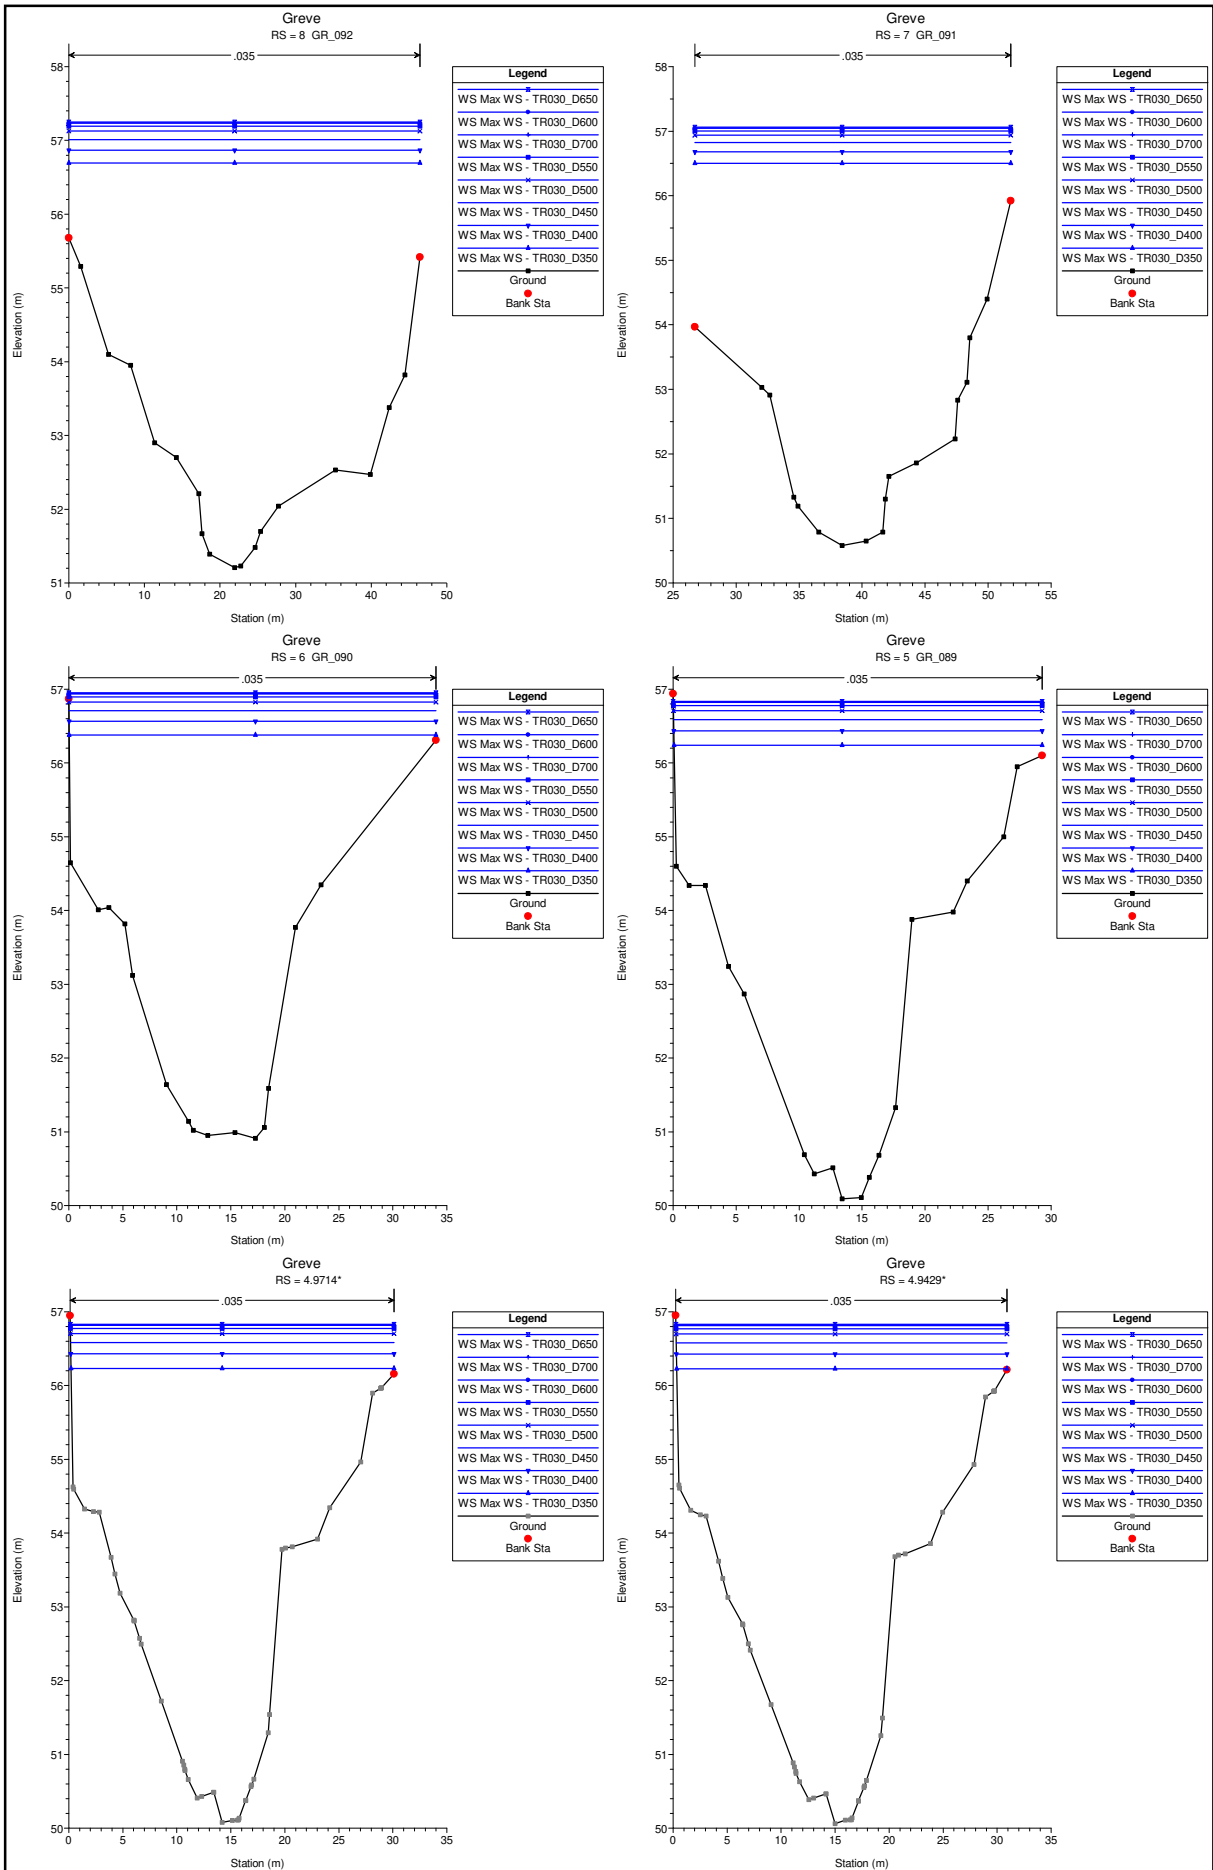 Greve
RS = 8 GR_092
.035
58
57
56
55
54
53
52
51
Elevation (m)
0 10 20 30 40 50
Station (m)
Legend
WS Max WS - TR030_D650
WS Max WS - TR030_D600
WS Max WS - TR030_D700
WS Max WS - TR030_D550
WS Max WS - TR030_D500
WS Max WS - TR030_D450
WS Max WS - TR030_D400
WS Max WS - TR030_D350
Ground
Bank Sta
Greve
RS = 7 GR_091
.035
58
57
56
55
54
53
52
51
50
Elevation (m)
25 30 35 40 45 50 55
Station (m)
Legend
WS Max WS - TR030_D650
WS Max WS - TR030_D600
WS Max WS - TR030_D700
WS Max WS - TR030_D550
WS Max WS - TR030_D500
WS Max WS - TR030_D450
WS Max WS - TR030_D400
WS Max WS - TR030_D350
Ground
Bank Sta
Greve
RS = 6 GR_090
.035
57
56
55
54
53
52
51
50
Elevation (m)
0 5 10 15 20 25 30 35
Station (m)
Legend
WS Max WS - TR030_D650
WS Max WS - TR030_D600
WS Max WS - TR030_D700
WS Max WS - TR030_D550
WS Max WS - TR030_D500
WS Max WS - TR030_D450
WS Max WS - TR030_D400
WS Max WS - TR030_D350
Ground
Bank Sta
Greve
RS = 5 GR_089
.035
57
56
55
54
53
52
51
50
Elevation (m)
0 5 10 15 20 25 30
Station (m)
Legend
WS Max WS - TR030_D650
WS Max WS - TR030_D700
WS Max WS - TR030_D600
WS Max WS - TR030_D550
WS Max WS - TR030_D500
WS Max WS - TR030_D450
WS Max WS - TR030_D400
WS Max WS - TR030_D350
Ground
Bank Sta
Greve
RS = 4.9714*
.035
57
56
55
54
53
52
51
50
Elevation (m)
0 5 10 15 20 25 30 35
Station (m)
Legend
WS Max WS - TR030_D650
WS Max WS - TR030_D700
WS Max WS - TR030_D600
WS Max WS - TR030_D550
WS Max WS - TR030_D500
WS Max WS - TR030_D450
WS Max WS - TR030_D400
WS Max WS - TR030_D350
Ground
Bank Sta
Greve
RS = 4.9429*
.035
57
56
55
54
53
52
51
50
Elevation (m)
0 5 10 15 20 25 30 35
Station (m)
Legend
WS Max WS - TR030_D650
WS Max WS - TR030_D700
WS Max WS - TR030_D600
WS Max WS - TR030_D550
WS Max WS - TR030_D500
WS Max WS - TR030_D450
WS Max WS - TR030_D400
WS Max WS - TR030_D350
Ground
Bank Sta